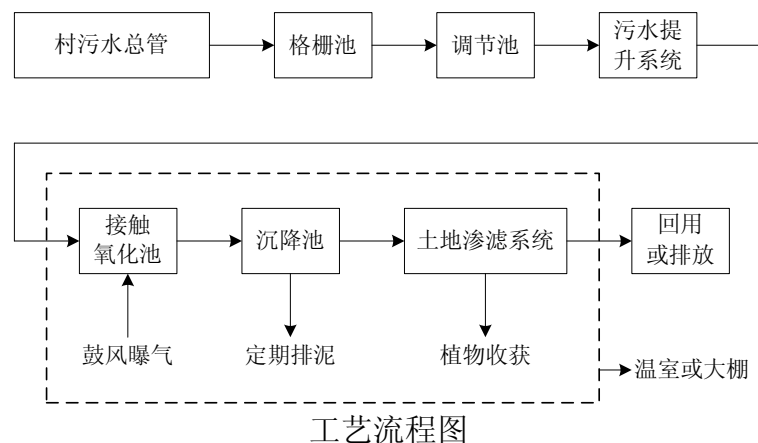 村污水总管
格栅池
调节池
污水提
升系统
接触
氧化池
沉降池
土地渗滤系统
回用
或排放
鼓风曝气
定期排泥
植物收获
温室或大棚
工艺流程图